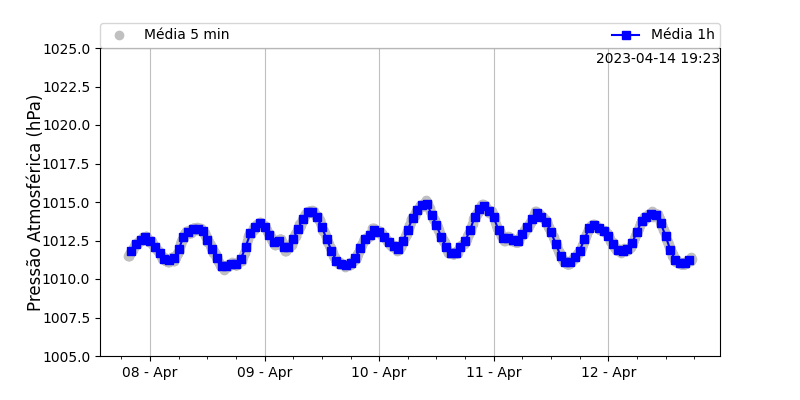 Média 5 min
Média 1h
2023-04-14 19:23
Pressão Atmosférica (hPa)
1025.0
1022.5
1020.0
1017.5
1015.0
1012.5
1010.0
1007.5
1005.0
08 - Apr
09 - Apr
10 - Apr
11 - Apr
12 - Apr